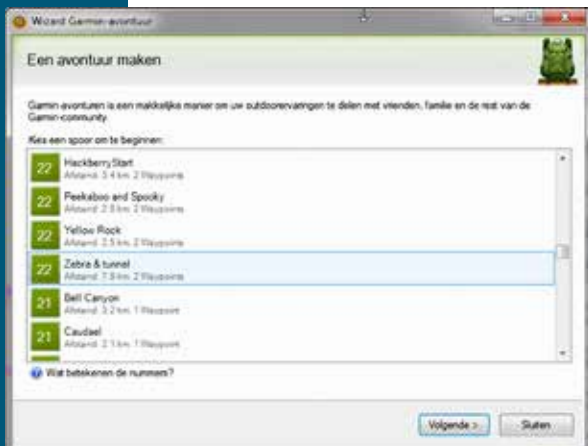 Wizard Garmin-avontuur
Een avontuur maken
Garmin-avonturen is een makkelijke manier om uw outdoorervaringen te delen met vrienden, familie en de rest van de
Garmin-community.
Kies een spoor om te beginnen:
22 Hackberry Start
Afstand: 3.4 km, 2 Waypoints
22 Peekaboo and Spooky
Afstand: 2.8 km, 2 Waypoints
22 Yellow Rock
Afstand: 2.5 km, 2 Waypoints
22 Zebra & tunnel
Afstand: 7.8 km, 2 Waypoints
21 Bell Canyon
Afstand: 3.2 km, 1 Waypoint
21 Caudael
Afstand: 2.1 km, 1 Waypoint
Wat betekenen de nummers?
Volgende >
Sluiten